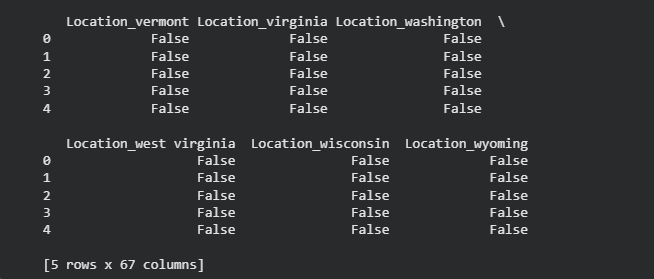 Location_vermont Location_virginia Location_washington \
0 False False False
1 False False False
2 False False False
3 False False False
4 False False False
Location_west virginia Location_wisconsin Location_wyoming
0 False False False
1 False False False
2 False False False
3 False False False
4 False False False
[5 rows x 67 columns]